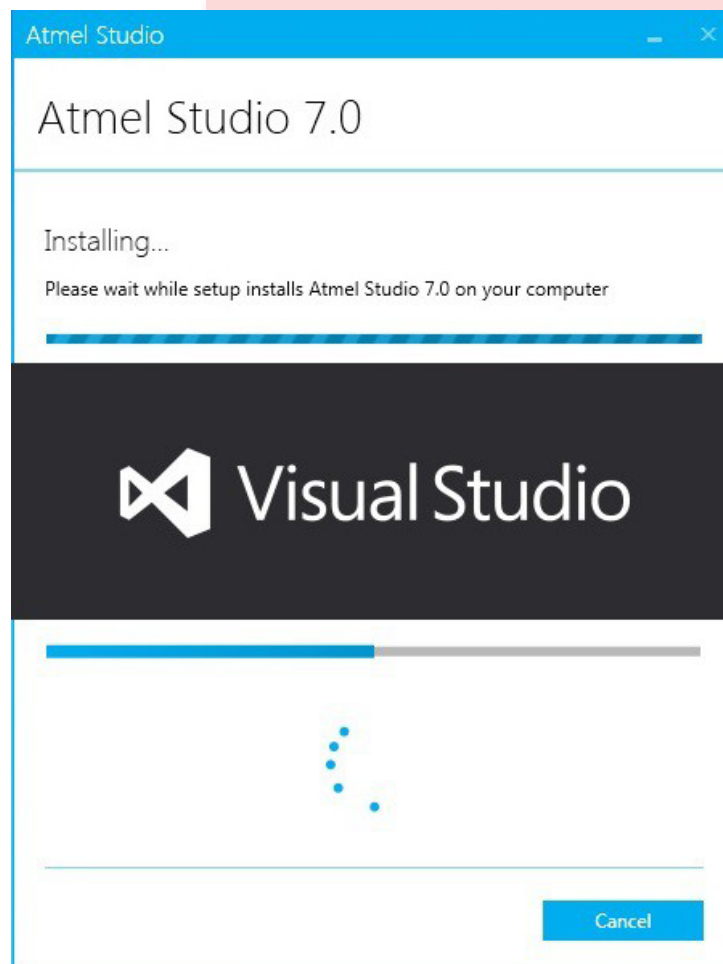 Atmel Studio
Atmel Studio 7.0
Installing...
Please wait while setup installs Atmel Studio 7.0 on your computer
Visual Studio
Cancel